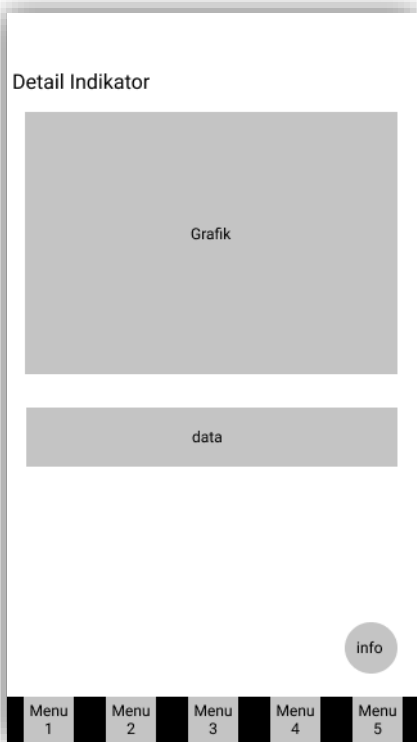 Detail Indikator
Grafik
data
info
Menu
1
Menu
2
Menu
3
Menu
4
Menu
5